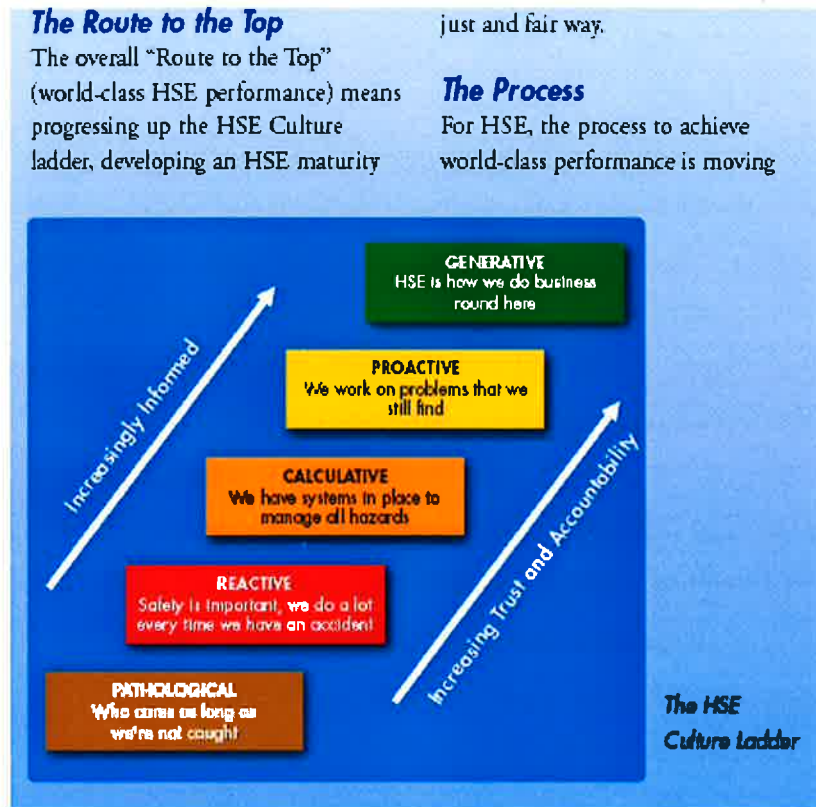 The Route to the Top
The overall “Route to the Top”
(world-class HSE performance) means
progressing up the HSE Culture
ladder, developing an HSE maturity
just and fair way.
The Process
For HSE, the process to achieve
world-class performance is moving
GENERATIVE
HSE is how we do business
round here
PROACTIVE
We work on problems that we
still find
CALCULATIVE
We have systems in place to
manage all hazards
REACTIVE
Safety is important, we do a lot
every time we have an accident
PATHOLOGICAL
Who cares as long as
we're not caught
Increasingly Informed
Increasing Trust and Accountability
The HSE
Culture Ladder